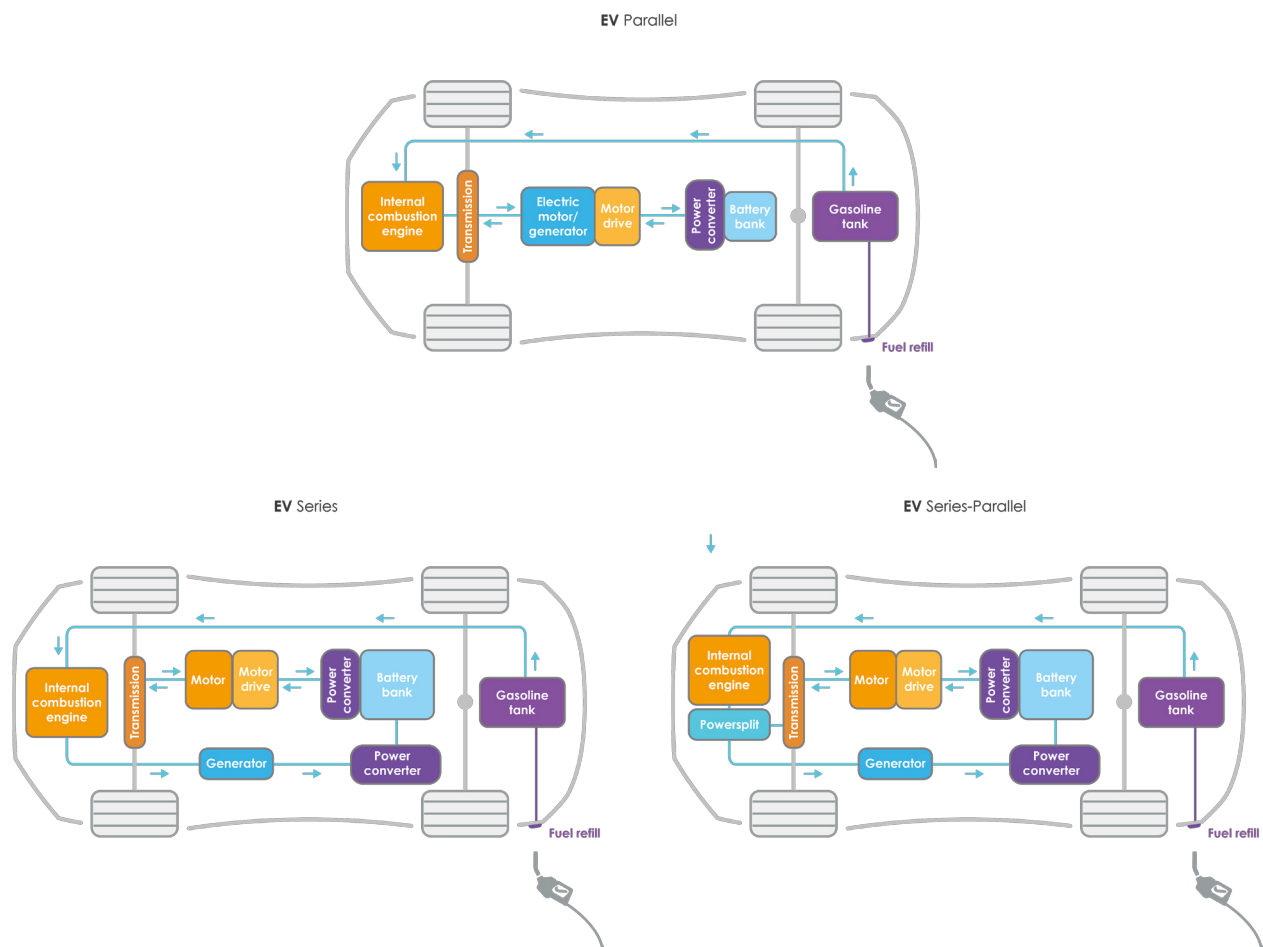 EV Parallel
Internal
combustion
engine
Transmission
Electric
motor/
generator
Motor
drive
Power
converter
Battery
bank
Gasoline
tank
Fuel refill
EV Series
Internal
combustion
engine
Transmission
Motor
Motor
drive
Power
converter
Battery
bank
Gasoline
tank
Generator
Power
converter
Fuel refill
EV Series-Parallel
Internal
combustion
engine
Powersplit
Transmission
Motor
Motor
drive
Power
converter
Battery
bank
Gasoline
tank
Generator
Power
converter
Fuel refill